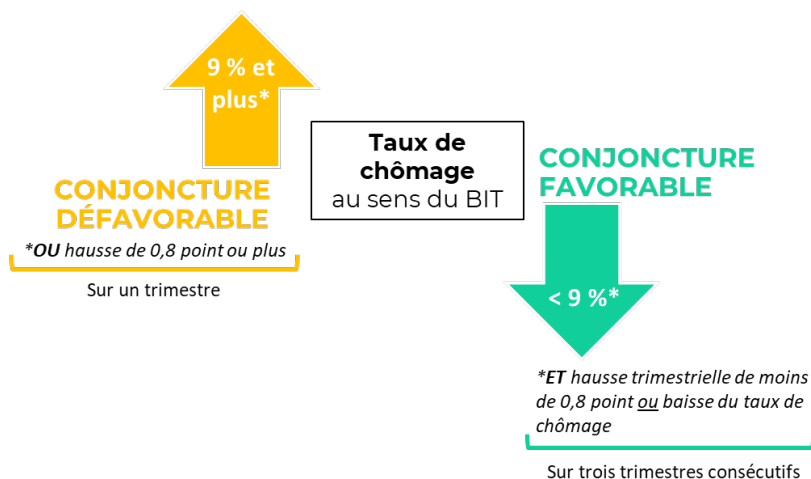 9 % et
plus*
CONJONCTURE
DÉFAVORABLE
*OU hausse de 0,8 point ou plus
Sur un trimestre
Taux de
chômage
au sens du BIT
CONJONCTURE
FAVORABLE
< 9 %*
*ET hausse trimestrielle de moins
de 0,8 point ou baisse du taux de
chômage
Sur trois trimestres consécutifs